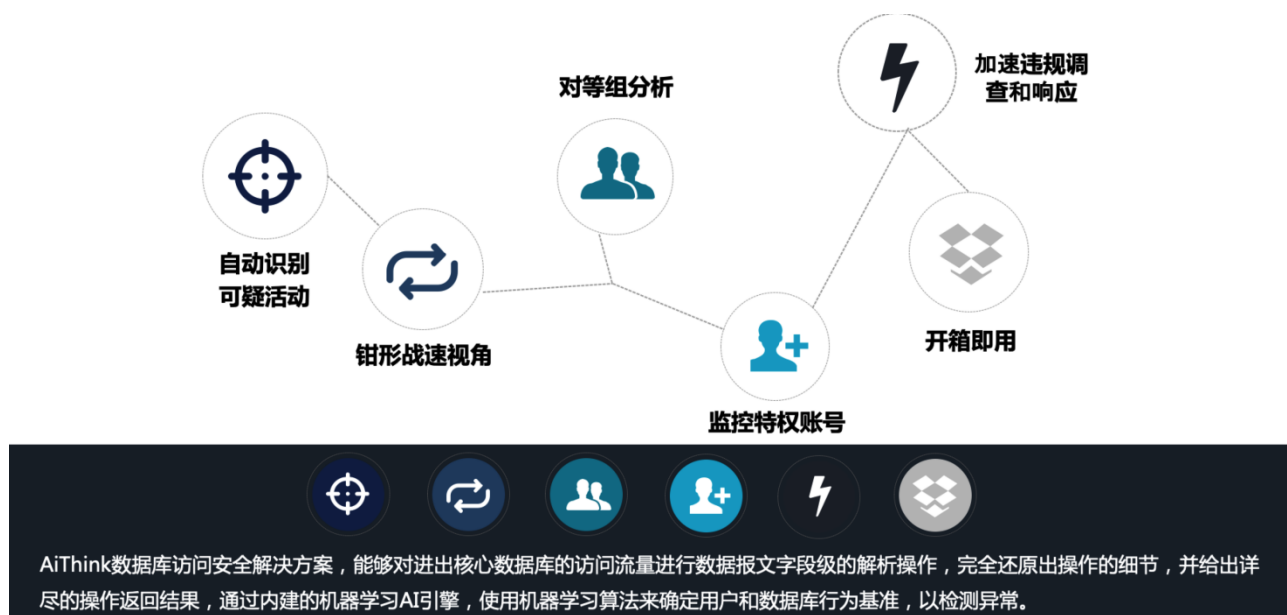 对等组分析
加速违规调
查和响应
自动识别
可疑活动
钳形战速视角
开箱即用
监控特权账号
AiThink数据库访问安全解决方案，能够对进出核心数据库的访问流量进行数据报文字段级的解析操作，完全还原出操作的细节，并给出详
尽的操作返回结果，通过内建的机器学习AI引擎，使用机器学习算法来确定用户和数据库行为基准，以检测异常。